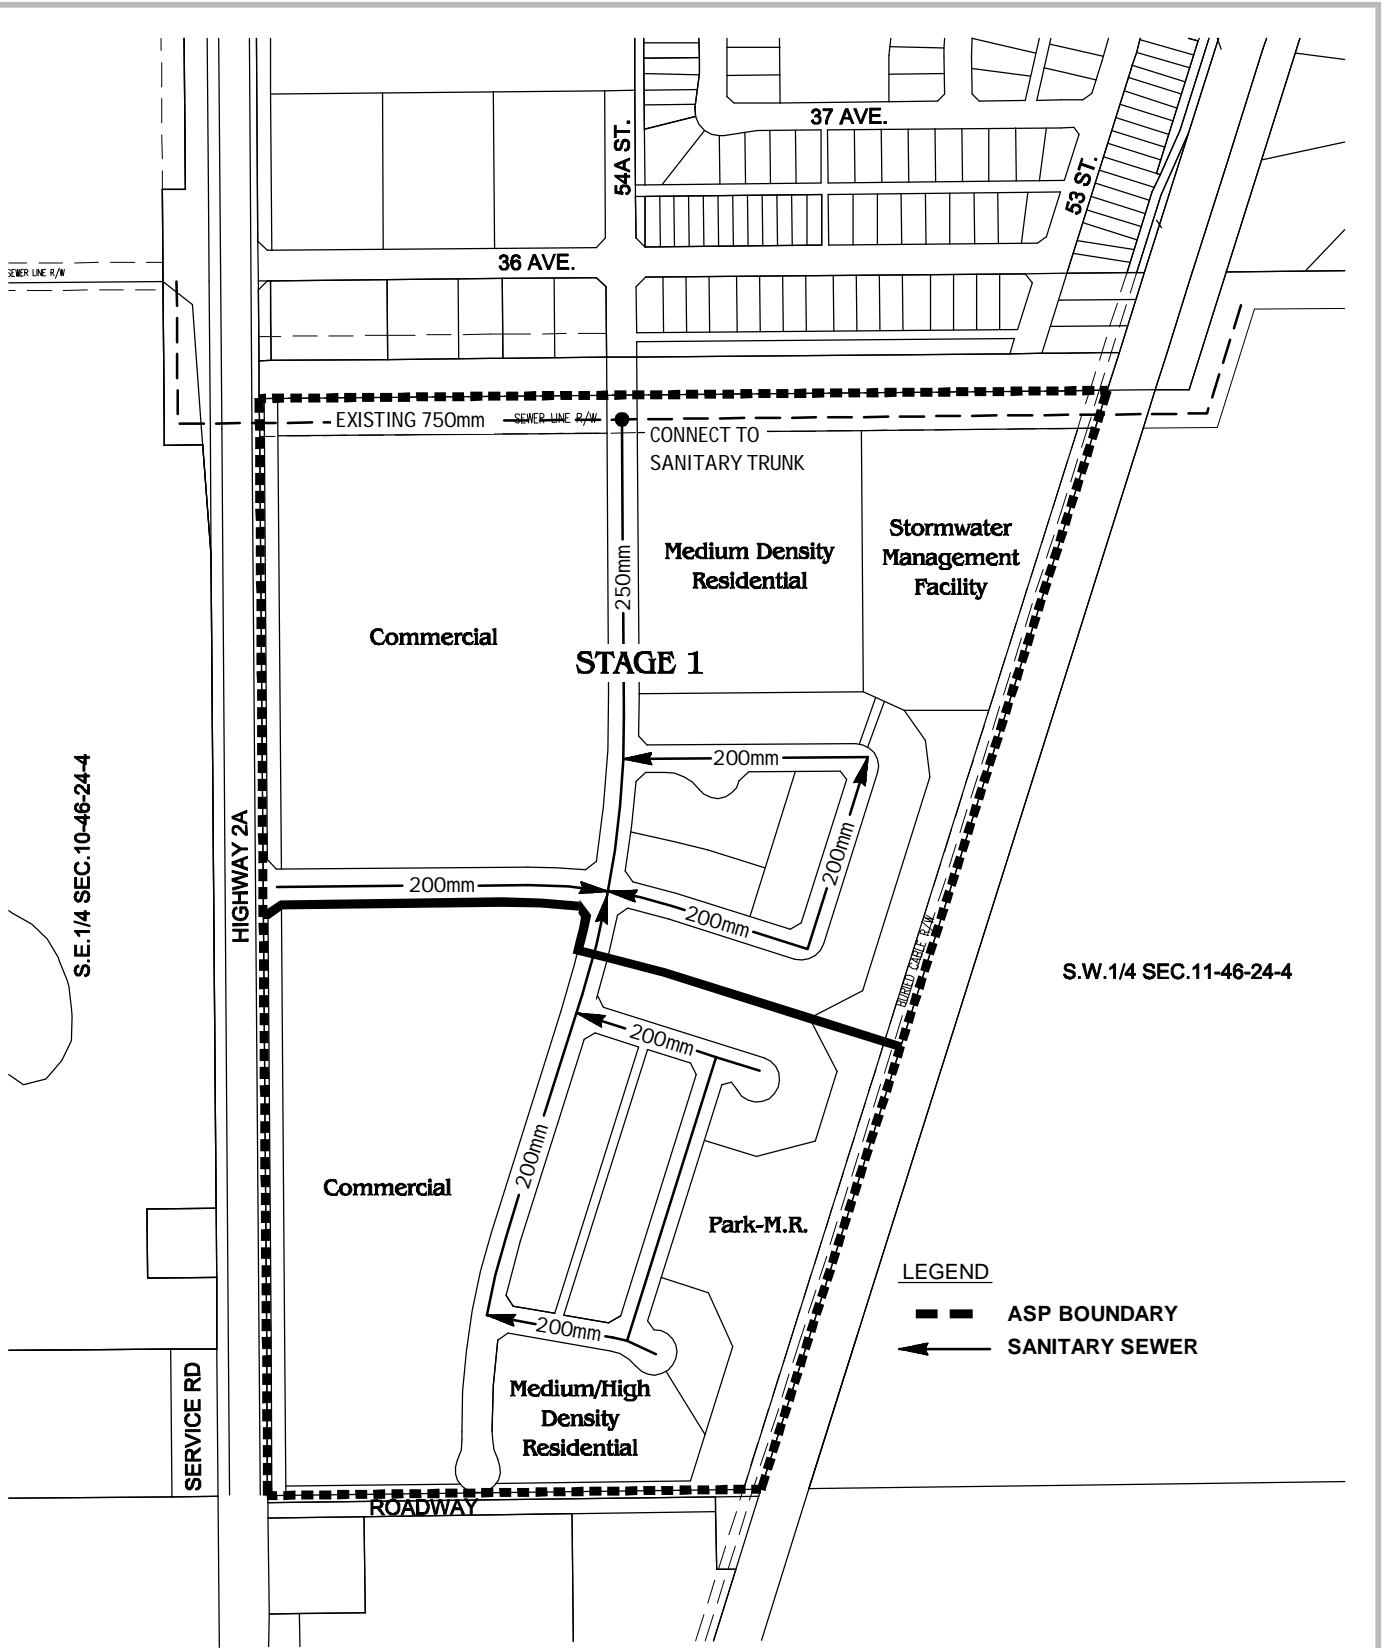 37 AVE.
54A ST.
53 ST.
36 AVE.
SEWER LINE R/W
EXISTING 750mm
SEWER LINE R/W
CONNECT TO
SANITARY TRUNK
250mm
Medium Density
Residential
Stormwater
Management
Facility
Commercial
STAGE 1
200mm
200mm
S.E.1/4 SEC.10-46-24-4
HIGHWAY 2A
200mm
200mm
BURIED CABLE R/W
S.W.1/4 SEC.11-46-24-4
200mm
200mm
Commercial
Park-M.R.
LEGEND
ASP BOUNDARY
SANITARY SEWER
200mm
Medium/High
Density
Residential
SERVICE RD
ROADWAY